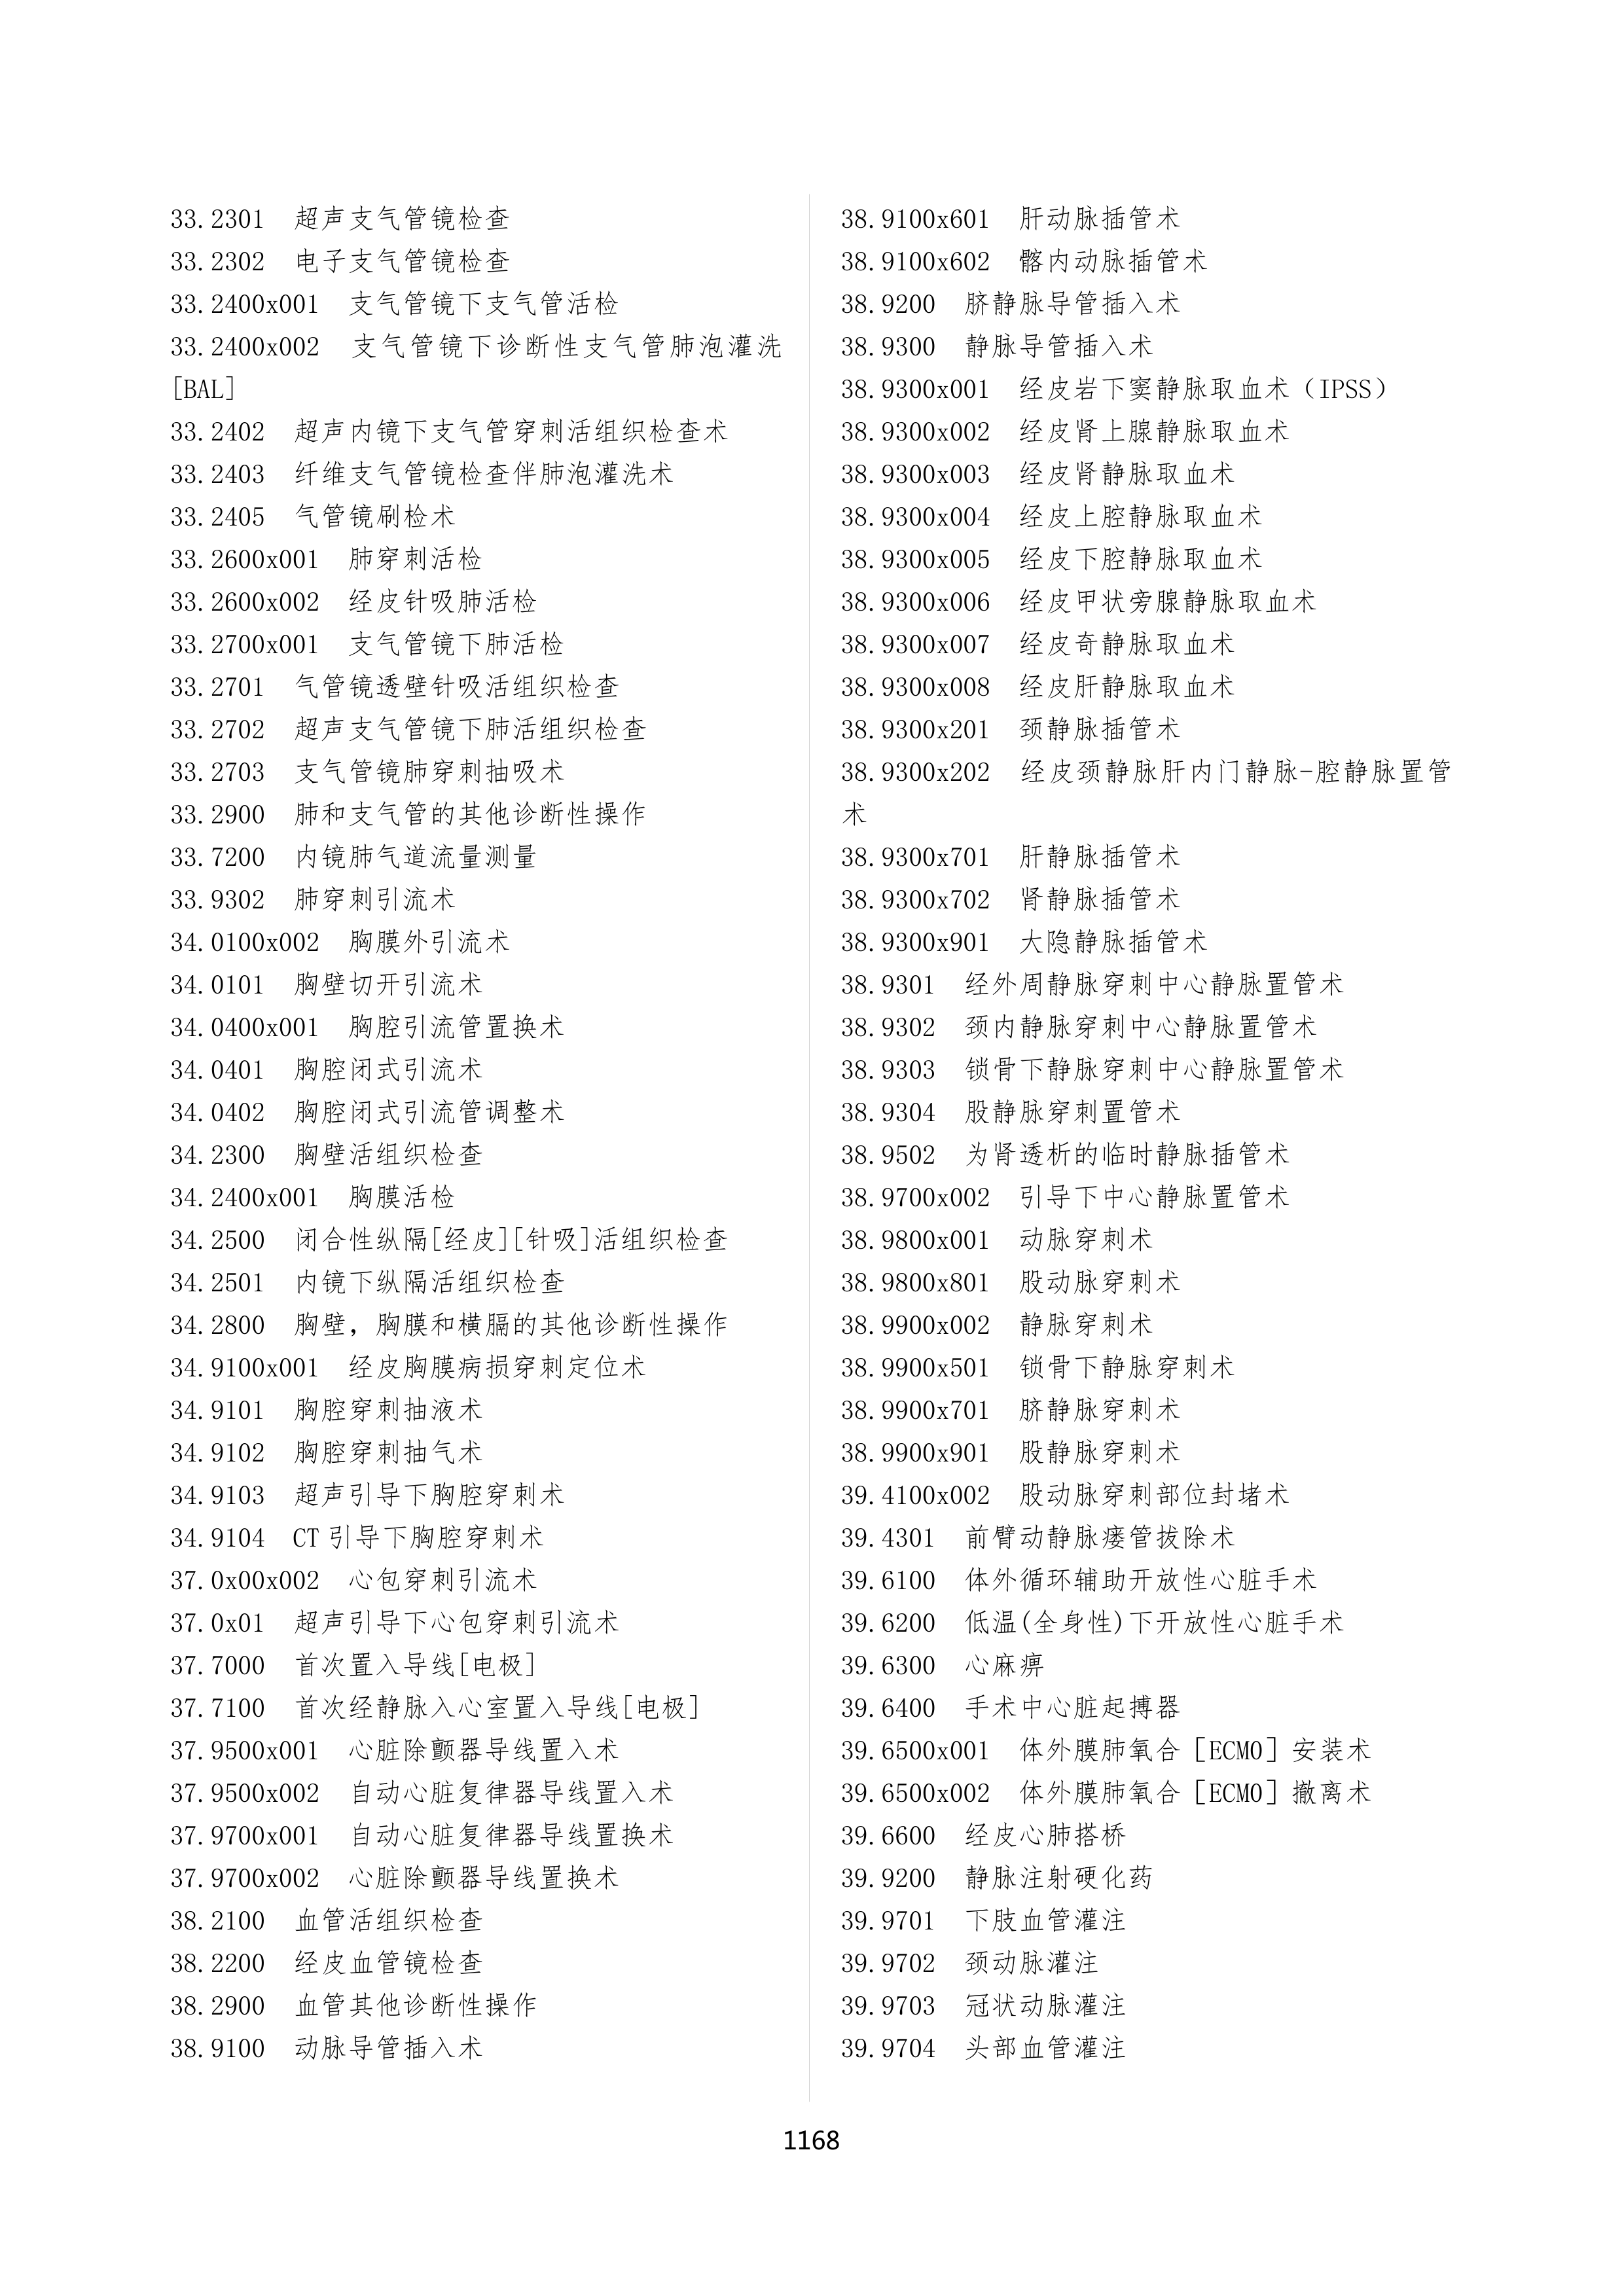 33.2301 超声支气管镜检查
33.2302 电子支气管镜检查
33.2400x001 支气管镜下支气管活检
33.2400x002 支气管镜下诊断性支气管肺泡灌洗
[BAL]
33.2402 超声内镜下支气管穿刺活组织检查术
33.2403 纤维支气管镜检查伴肺泡灌洗术
33.2405 气管镜刷检术
33.2600x001 肺穿刺活检
33.2600x002 经皮针吸肺活检
33.2700x001 支气管镜下肺活检
33.2701 气管镜透壁针吸活组织检查
33.2702 超声支气管镜下肺活组织检查
33.2703 支气管镜肺穿刺抽吸术
33.2900 肺和支气管的其他诊断性操作
33.7200 内镜肺气道流量测量
33.9302 肺穿刺引流术
34.0100x002 胸膜外引流术
34.0101 胸壁切开引流术
34.0400x001 胸腔引流管置换术
34.0401 胸腔闭式引流术
34.0402 胸腔闭式引流管调整术
34.2300 胸壁活组织检查
34.2400x001 胸膜活检
34.2500 闭合性纵隔[经皮][针吸]活组织检查
34.2501 内镜下纵隔活组织检查
34.2800 胸壁，胸膜和横膈的其他诊断性操作
34.9100x001 经皮胸膜病损穿刺定位术
34.9101 胸腔穿刺抽液术
34.9102 胸腔穿刺抽气术
34.9103 超声引导下胸腔穿刺术
34.9104 CT 引导下胸腔穿刺术
37.0x00x002 心包穿刺引流术
37.0x01 超声引导下心包穿刺引流术
37.7000 首次置入导线[电极]
37.7100 首次经静脉入心室置入导线[电极]
37.9500x001 心脏除颤器导线置入术
37.9500x002 自动心脏复律器导线置入术
37.9700x001 自动心脏复律器导线置换术
37.9700x002 心脏除颤器导线置换术
38.2100 血管活组织检查
38.2200 经皮血管镜检查
38.2900 血管其他诊断性操作
38.9100 动脉导管插入术
38.9100x601 肝动脉插管术
38.9100x602 髂内动脉插管术
38.9200 脐静脉导管插入术
38.9300 静脉导管插入术
38.9300x001 经皮岩下窦静脉取血术（IPSS）
38.9300x002 经皮肾上腺静脉取血术
38.9300x003 经皮肾静脉取血术
38.9300x004 经皮上腔静脉取血术
38.9300x005 经皮下腔静脉取血术
38.9300x006 经皮甲状旁腺静脉取血术
38.9300x007 经皮奇静脉取血术
38.9300x008 经皮肝静脉取血术
38.9300x201 颈静脉插管术
38.9300x202 经皮颈静脉肝内门静脉-腔静脉置管
术
38.9300x701 肝静脉插管术
38.9300x702 肾静脉插管术
38.9300x901 大隐静脉插管术
38.9301 经外周静脉穿刺中心静脉置管术
38.9302 颈内静脉穿刺中心静脉置管术
38.9303 锁骨下静脉穿刺中心静脉置管术
38.9304 股静脉穿刺置管术
38.9502 为肾透析的临时静脉插管术
38.9700x002 引导下中心静脉置管术
38.9800x001 动脉穿刺术
38.9800x801 股动脉穿刺术
38.9900x002 静脉穿刺术
38.9900x501 锁骨下静脉穿刺术
38.9900x701 脐静脉穿刺术
38.9900x901 股静脉穿刺术
39.4100x002 股动脉穿刺部位封堵术
39.4301 前臂动静脉瘘管拔除术
39.6100 体外循环辅助开放性心脏手术
39.6200 低温(全身性)下开放性心脏手术
39.6300 心麻痹
39.6400 手术中心脏起搏器
39.6500x001 体外膜肺氧合［ECMO］安装术
39.6500x002 体外膜肺氧合［ECMO］撤离术
39.6600 经皮心肺搭桥
39.9200 静脉注射硬化药
39.9701 下肢血管灌注
39.9702 颈动脉灌注
39.9703 冠状动脉灌注
39.9704 头部血管灌注
1168